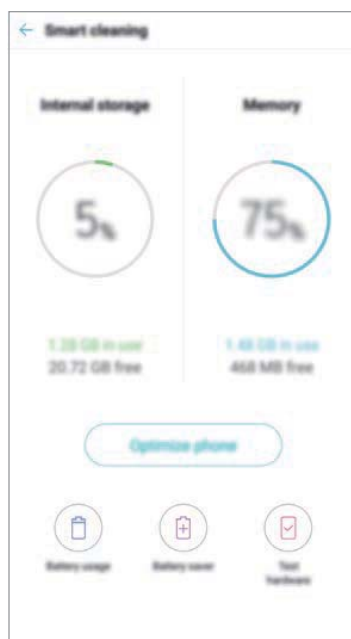 Smart cleaning
Internal storage
Memory
5%
75%
1.28 GB in use
1.48 GB in use
20.72 GB free
468 MB free
Optimize phone
Battery usage
Battery saver
Test
hardware